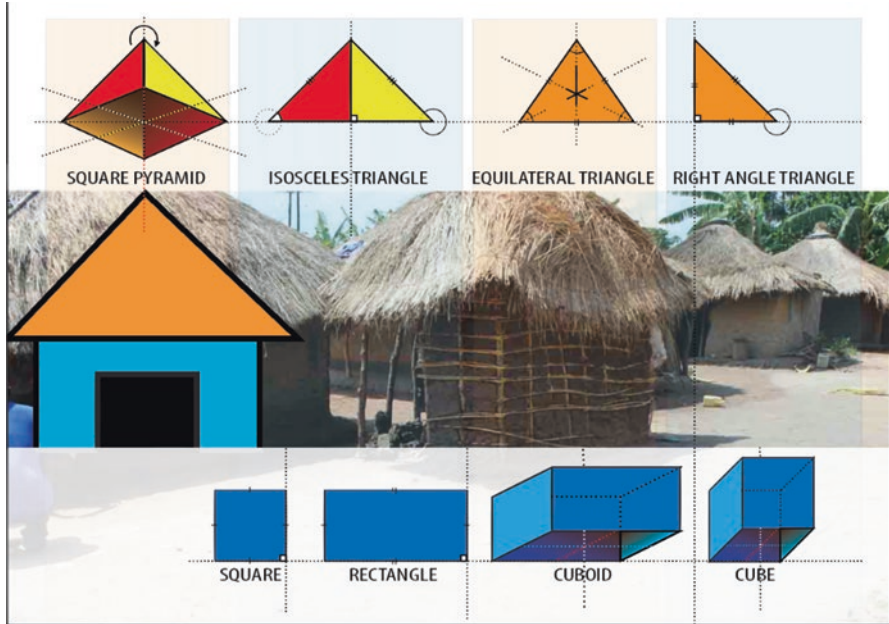 SQUARE PYRAMID
ISOSCELES TRIANGLE
EQUILATERAL TRIANGLE
RIGHT ANGLE TRIANGLE
SQUARE
RECTANGLE
CUBOID
CUBE